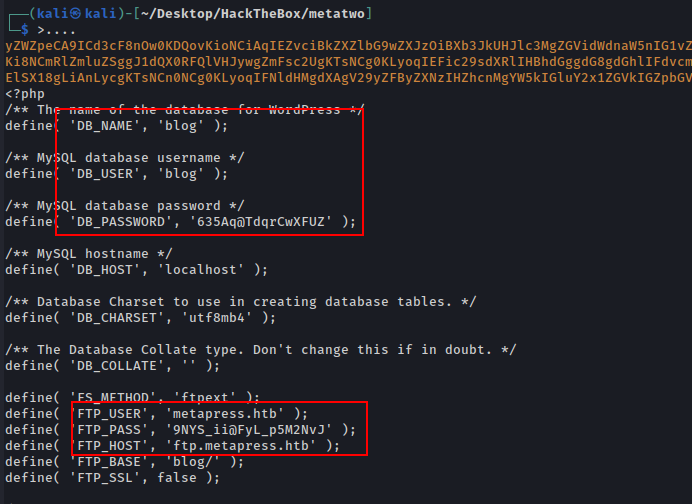 ┌──(kali㉿kali)-[~/Desktop/HackTheBox/metatwo]
└─$ >....
<?php
/** The name of the database for WordPress */
define( 'DB_NAME', 'blog' );
/** MySQL database username */
define( 'DB_USER', 'blog' );
/** MySQL database password */
define( 'DB_PASSWORD', '635Aq@TdqrCwXFUZ' );
/** MySQL hostname */
define( 'DB_HOST', 'localhost' );
/** Database Charset to use in creating database tables. */
define( 'DB_CHARSET', 'utf8mb4' );
/** The Database Collate type. Don't change this if in doubt. */
define( 'DB_COLLATE', '' );
define( 'FS_METHOD', 'ftpext' );
define( 'FTP_USER', 'metapress.htb' );
define( 'FTP_PASS', '9NYS_ii@FyL_p5M2NvJ' );
define( 'FTP_HOST', 'ftp.metapress.htb' );
define( 'FTP_BASE', 'blog/' );
define( 'FTP_SSL', false );